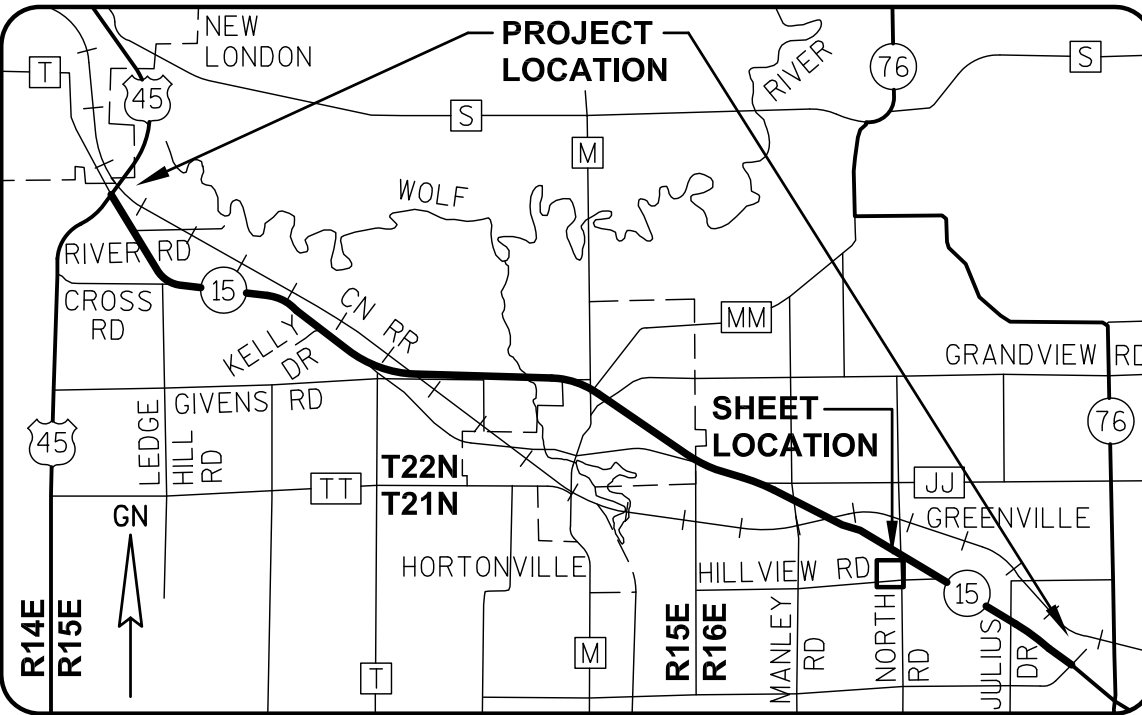 NEW
LONDON
PROJECT
LOCATION
RIVER
76
S
T
45
S
M
WOLF
RIVER RD
CROSS
RD
15
CN RR
KELLY
DR
MM
GRANDVIEW RD
GIVENS RD
LEDGE
HILL
RD
45
SHEET
LOCATION
76
T22N
T21N
TT
JJ
GREENVILLE
GN
HORTONVILLE
HILLVIEW RD
15
R14E
R15E
R15E
R16E
MANLEY
RD
NORTH
RD
JULIUS
DR
M
T